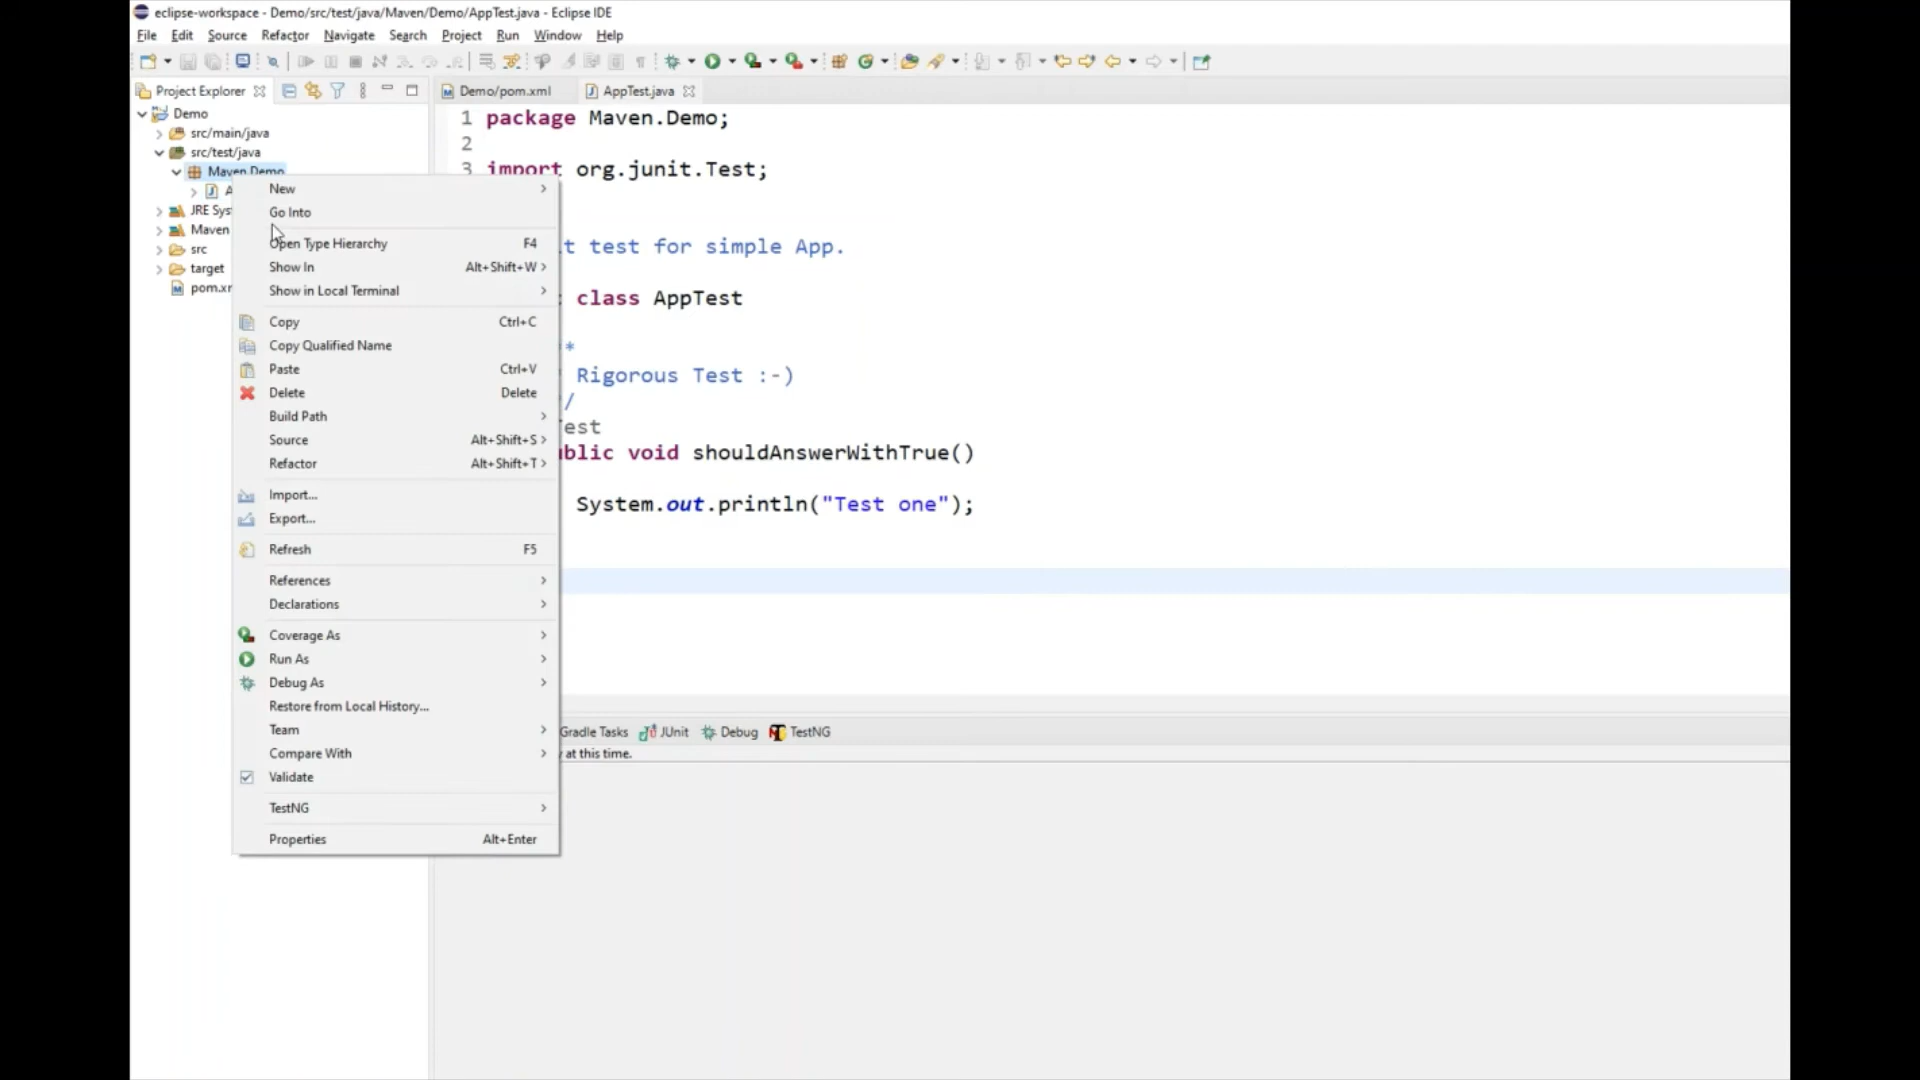 eclipse-workspace - Demo/src/test/java/Maven/Demo/AppTest.java - Eclipse IDE
File Edit Source Refactor Navigate Search Project Run Window Help
Project Explorer
Demo/pom.xml AppTest.java
Demo
src/main/java
src/test/java
Maven.Demo
A
JRE Sys
Maven
src
target
pom.xr
New
Go Into
Open Type Hierarchy F4
Show In Alt+Shift+W
Show in Local Terminal
Copy Ctrl+C
Copy Qualified Name
Paste Ctrl+V
Delete Delete
Build Path
Source Alt+Shift+S
Refactor Alt+Shift+T
Import...
Export...
Refresh F5
References
Declarations
Coverage As
Run As
Debug As
Restore from Local History...
Team
Compare With
Validate
TestNG
Properties Alt+Enter
1 package Maven.Demo;
2
3 import org.junit.Test;
t test for simple App.
class AppTest
*
Rigorous Test :-)
/
est
blic void shouldAnswerWithTrue()
System.out.println("Test one");
Gradle Tasks JUnit Debug TestNG
at this time.